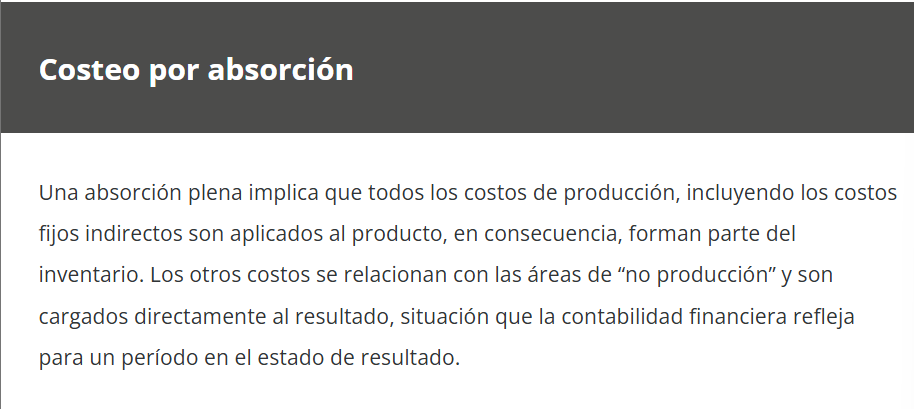 Costeo por absorción
Una absorción plena implica que todos los costos de producción, incluyendo los costos
fijos indirectos son aplicados al producto, en consecuencia, forman parte del
inventario. Los otros costos se relacionan con las áreas de “no producción” y son
cargados directamente al resultado, situación que la contabilidad financiera refleja
para un período en el estado de resultado.